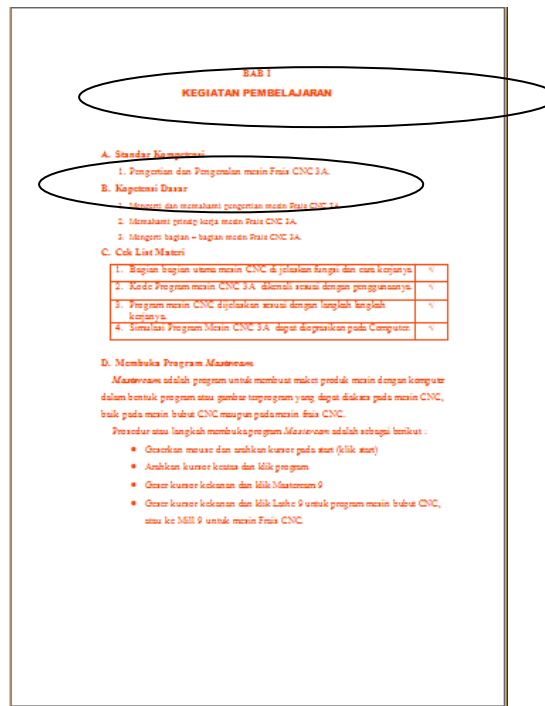 BAB I
KEGIATAN PEMBELAJARAN
A. Standar Kompetensi
1. Pengertian dan Pengenalan mesin Frais CNC 3A.
B. Kopetensi Dasar
1. Mengerti dan memahami pengertian mesin Frais CNC 3A.
2. Memahami prinsip kerja mesin Frais CNC 3A.
3. Mengerti bagian – bagian mesin Frais CNC 3A.
C. Cek List Materi
1. Bagian bagian utama mesin CNC di jelaskan fungsi dan cara kerjanya. √
2. Kode Program mesin CNC 3A dikenali sesuai dengan penggunaanya. √
3. Program mesin CNC dijelaskan sesuai dengan langkah langkah √
kerjanya.
4. Simulasi Program Mesin CNC 3A dapat dioprasikan pada Computer. √
D. Membuka Program Mastercam
Mastercam adalah program untuk membuat maket produk mesin dengan komputer
dalam bentuk program atau gambar terprogram yang dapat diakses pada mesin CNC,
baik pada mesin bubut CNC maupun pada mesin frais CNC.
Prosedur atau langkah membuka program Mastercam adalah sebagai berikut :
• Geserkan mouse dan arahkan kursor pada start (klik start)
• Arahkan kursor keatas dan klik program
• Geser kursor kekanan dan klik Mastercam 9
• Geser kursor kekanan dan klik Lathe 9 untuk program mesin bubut CNC,
atau ke Mill 9 untuk mesin Frais CNC.